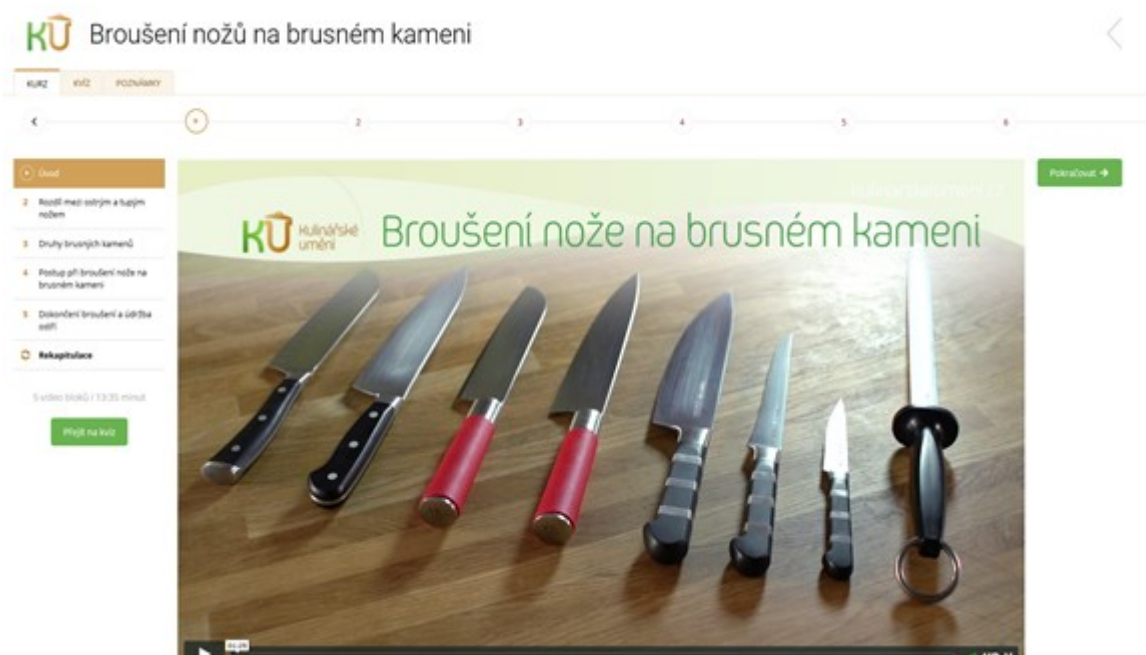 KU Broušení nožů na brusném kameni
KURZ KVÍZ POZNÁMKY
2 3 4 5 6
Úvod
Pokračovat
2 Rozdíl mezi ostrým a tupým
nožem
3 Druhy brusných kamenů
4 Postup při broušení nože na
brusném kameni
5 Dokončení broušení a údržba
ostří
Rekapitulace
5 video bloků / 13:35 minut
Přejít na kvíz
KU Kulinářské
umění
Broušení nože na brusném kameni